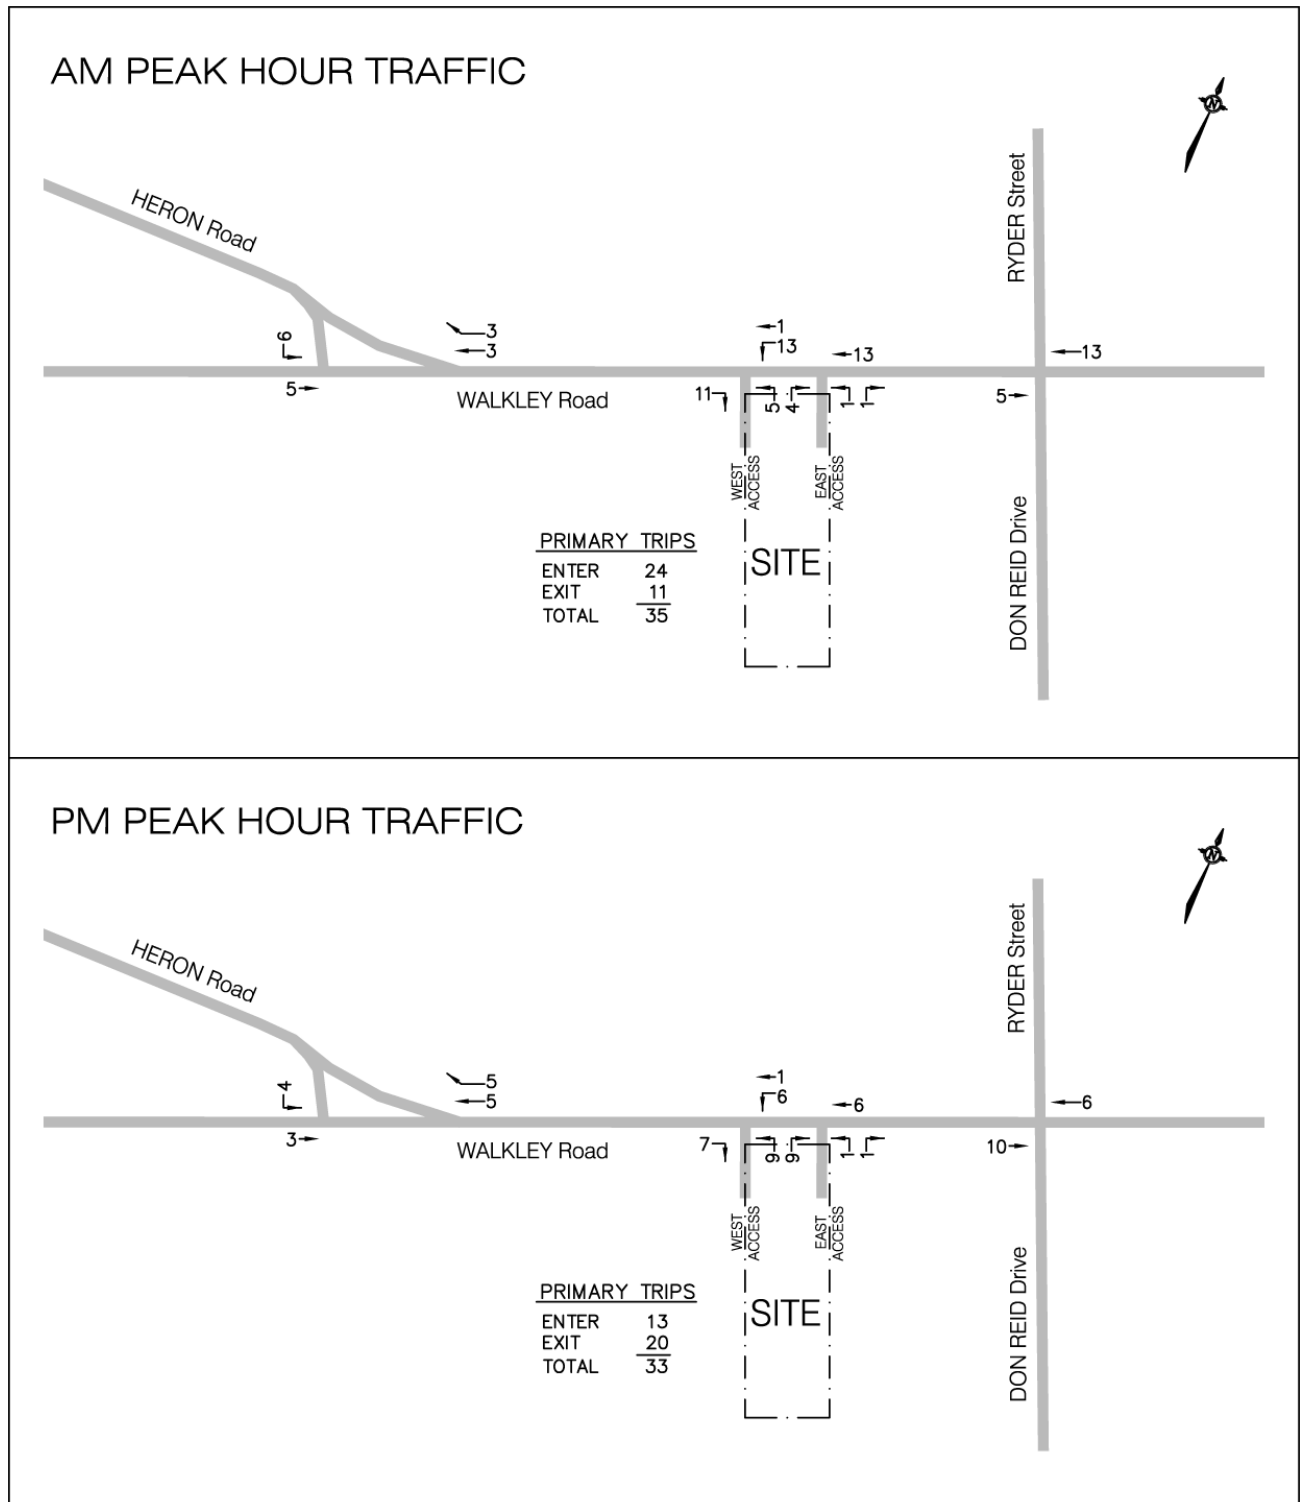 AM PEAK HOUR TRAFFIC
N
HERON Road
RYDER Street
6
3
3
1
13
13
13
5
WALKLEY Road
11
5
4
1
1
5
WEST ACCESS
EAST ACCESS
DON REID Drive
PRIMARY TRIPS
ENTER 24
EXIT 11
TOTAL 35
SITE
PM PEAK HOUR TRAFFIC
N
HERON Road
RYDER Street
4
5
5
1
6
6
6
3
WALKLEY Road
7
9
9
1
1
10
WEST ACCESS
EAST ACCESS
DON REID Drive
PRIMARY TRIPS
ENTER 13
EXIT 20
TOTAL 33
SITE